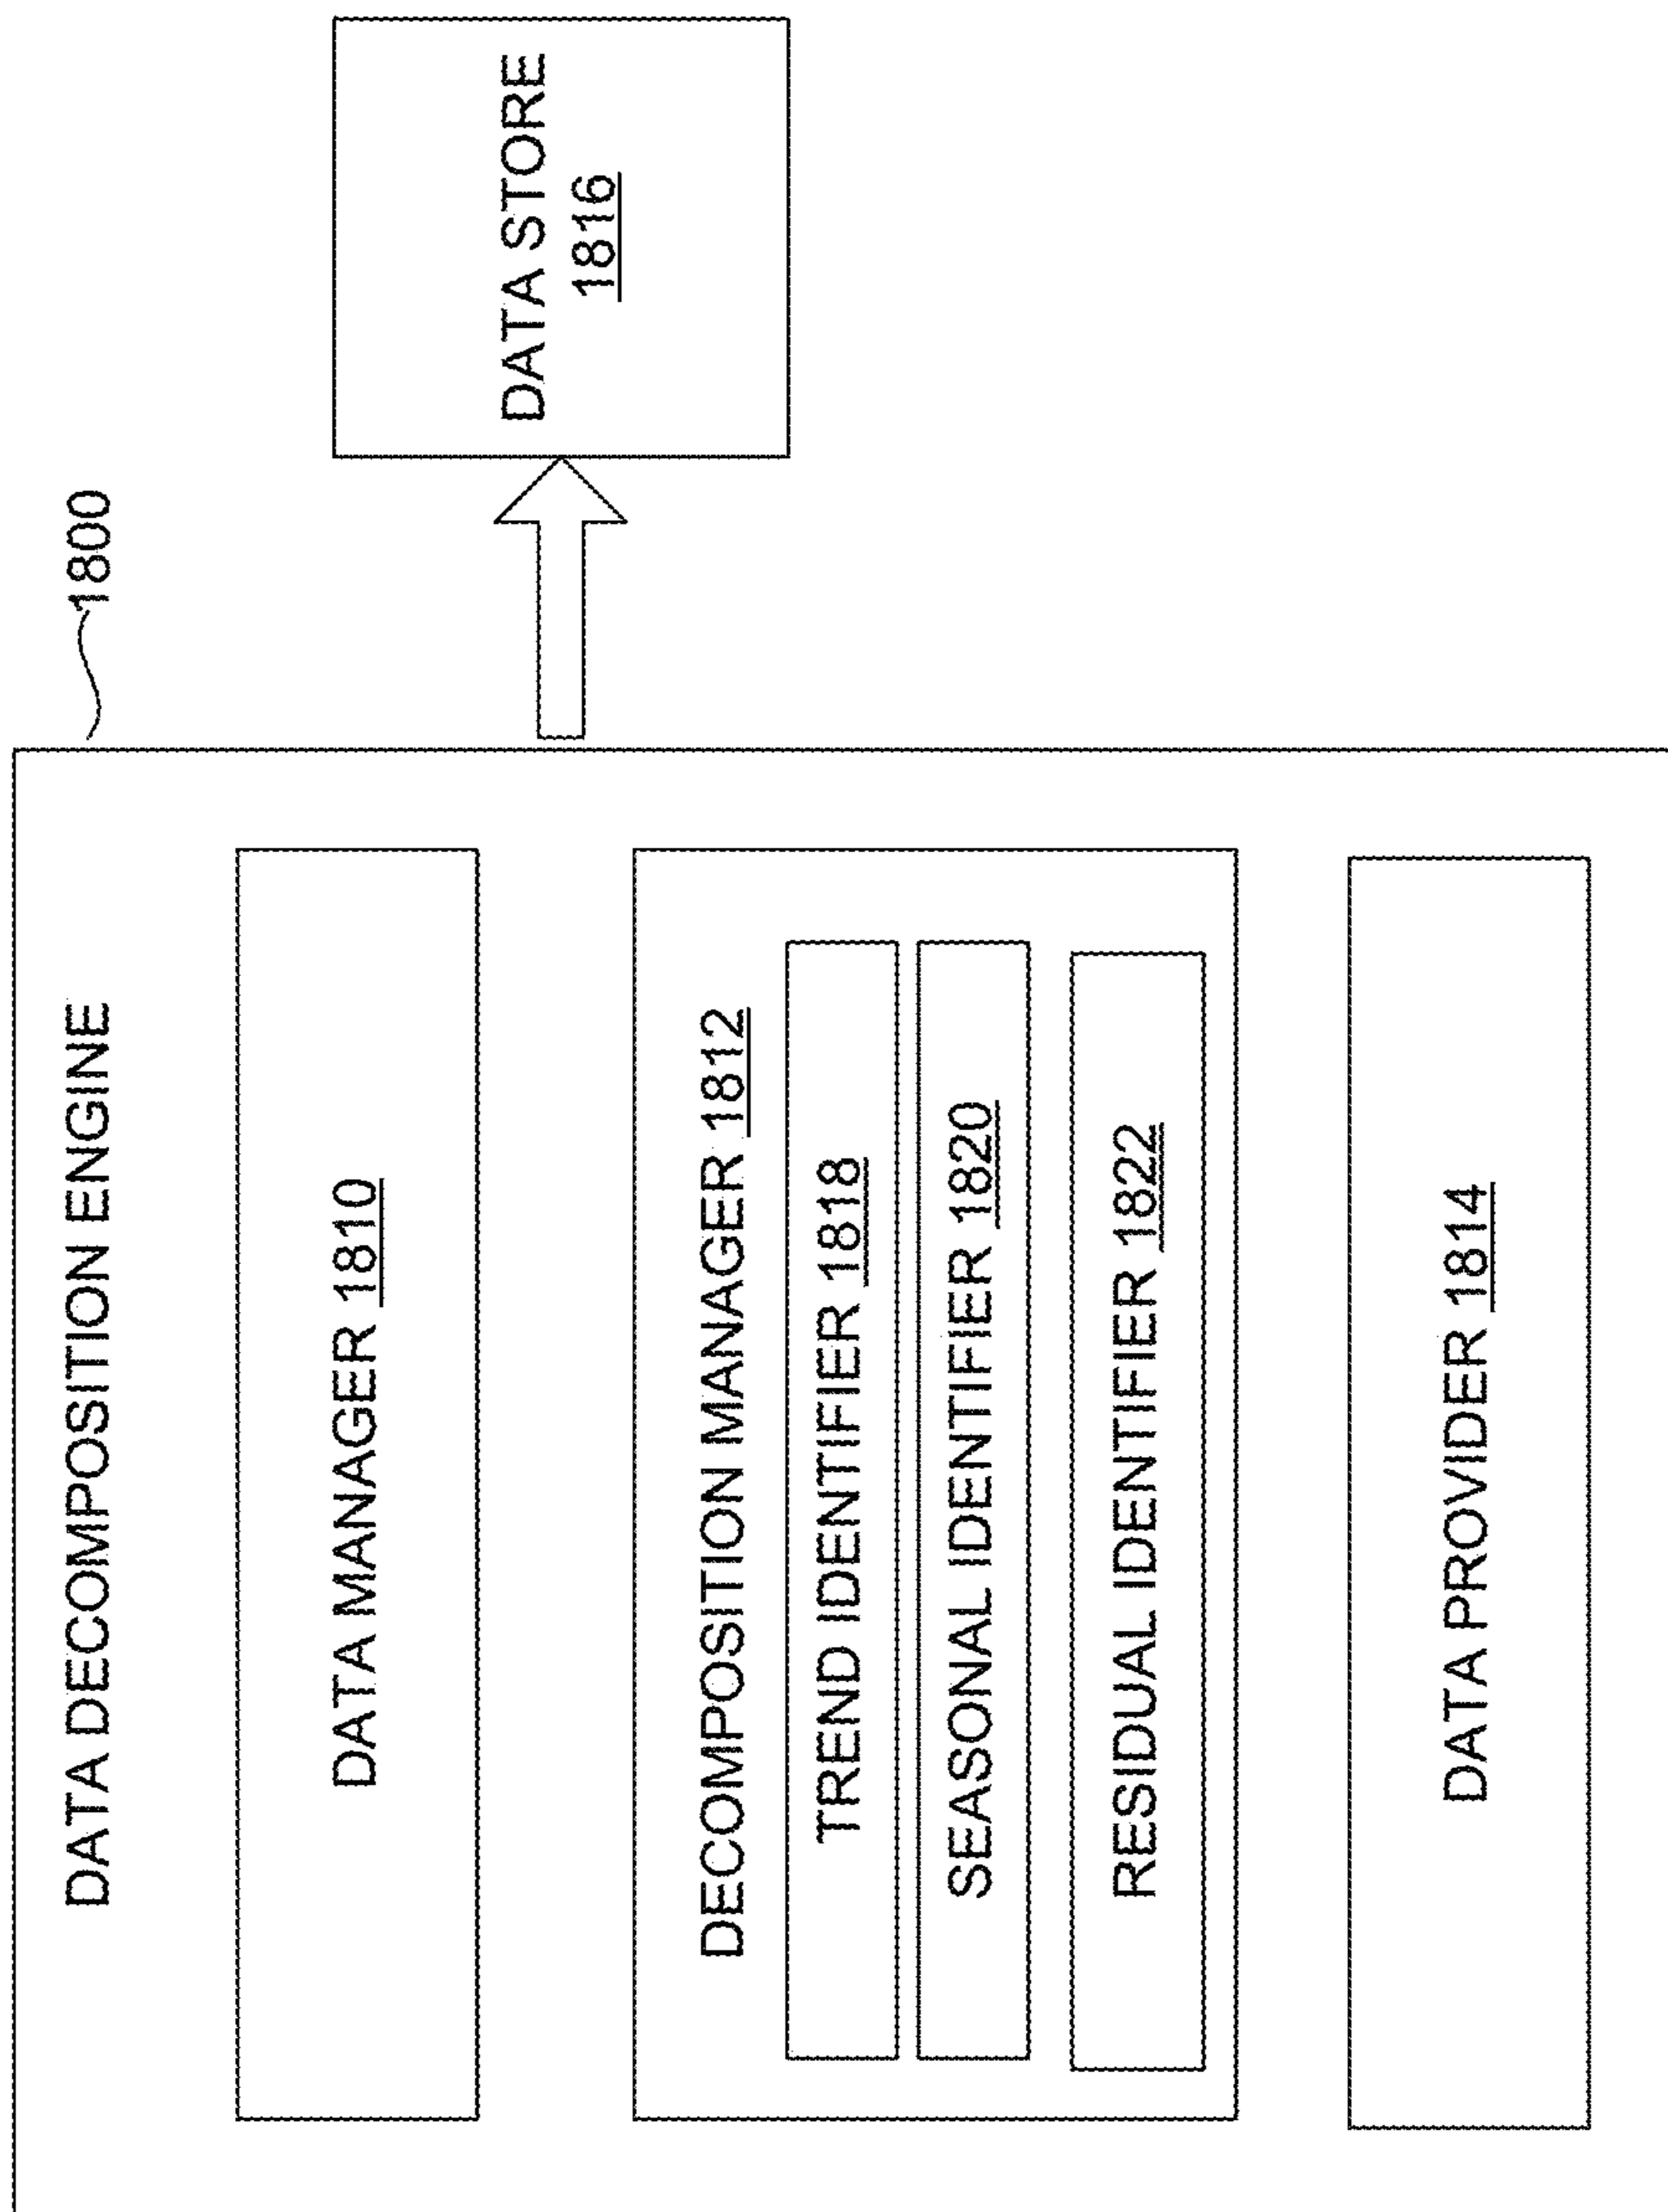 DATA DECOMPOSITION ENGINE
1800
DATA MANAGER 1810
DECOMPOSITION MANAGER 1812
TREND IDENTIFIER 1818
SEASONAL IDENTIFIER 1820
RESIDUAL IDENTIFIER 1822
DATA PROVIDER 1814
DATA STORE
1816